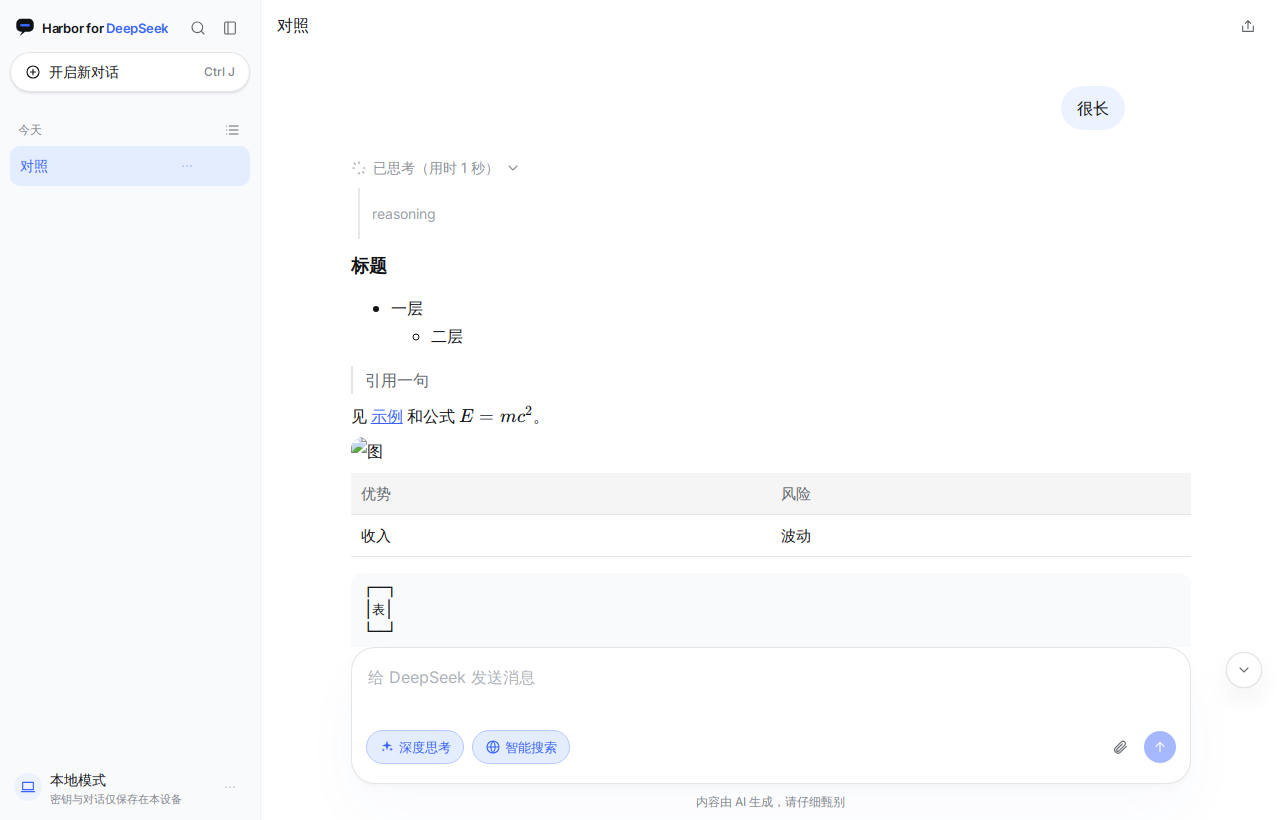 Harbor for DeepSeek
开启新对话 Ctrl J
今天
对照
本地模式
密钥与对话仅保存在本设备
对照
很长
已思考（用时 1 秒）
reasoning
标题
一层
二层
引用一句
见 示例 和公式 E = mc²。
图
优势 风险
收入 波动
┌──┐
│表│
└──┘
给 DeepSeek 发送消息
深度思考 智能搜索
内容由 AI 生成，请仔细甄别